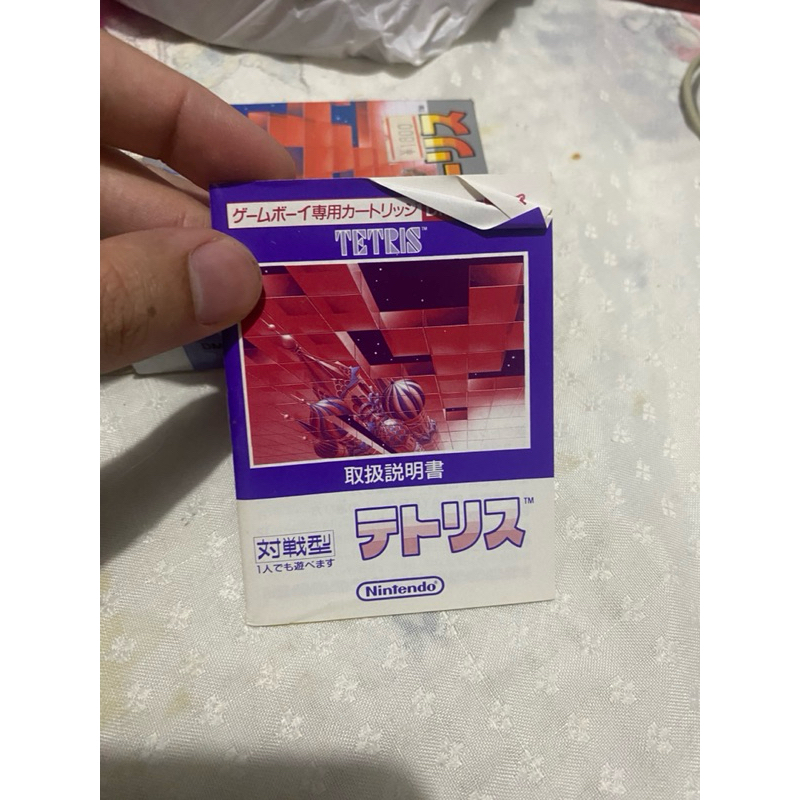 ¥1800
ゲームボーイ専用カートリッジ
TETRIS™
取扱説明書
対戦型
1人でも遊べます
テトリス™
Nintendo